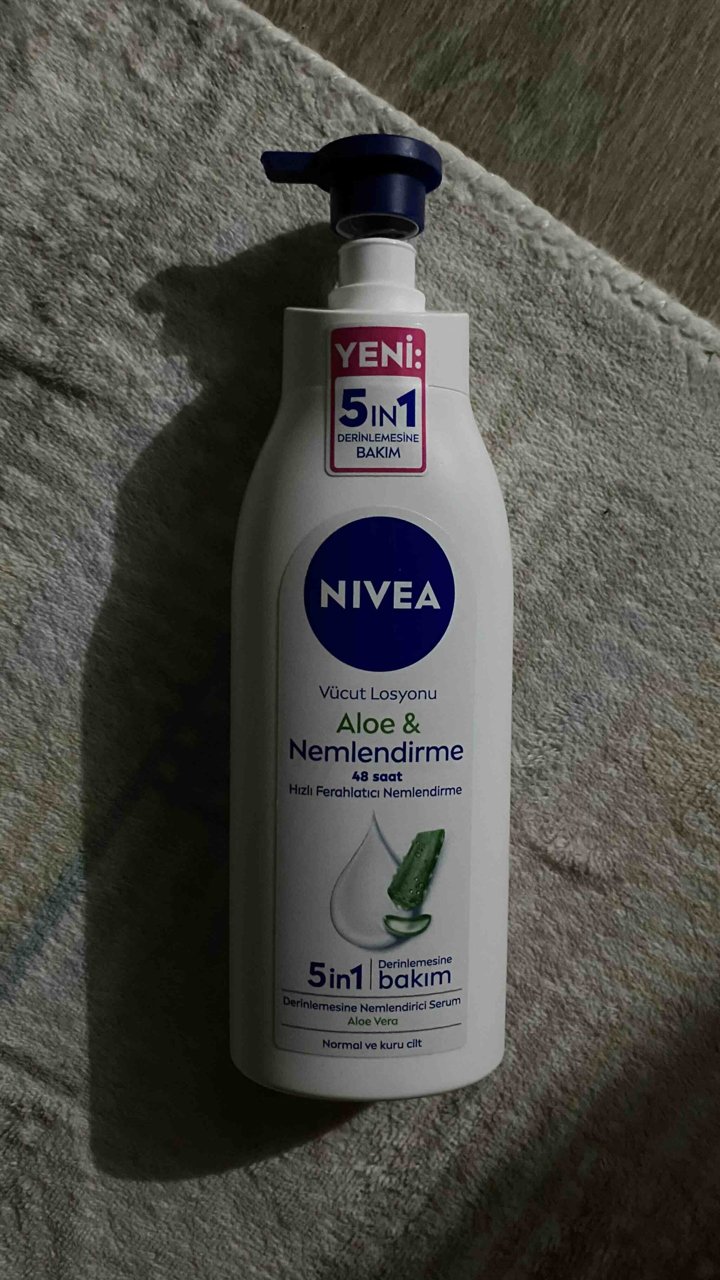 YENİ:
5IN1
DERİNLEMESİNE
BAKIM
NIVEA
Vücut Losyonu
Aloe &
Nemlendirme
48 saat
Hızlı Ferahlatıcı Nemlendirme
5in1 Derinlemesine
bakım
Derinlemesine Nemlendirici Serum
Aloe Vera
Normal ve kuru cilt